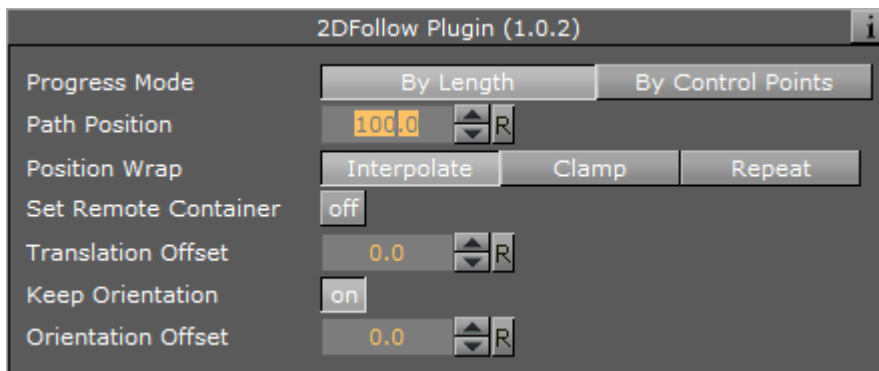 2DFollow Plugin (1.0.2) i
Progress Mode By Length By Control Points
Path Position 100.0 R
Position Wrap Interpolate Clamp Repeat
Set Remote Container off
Translation Offset 0.0 R
Keep Orientation on
Orientation Offset 0.0 R